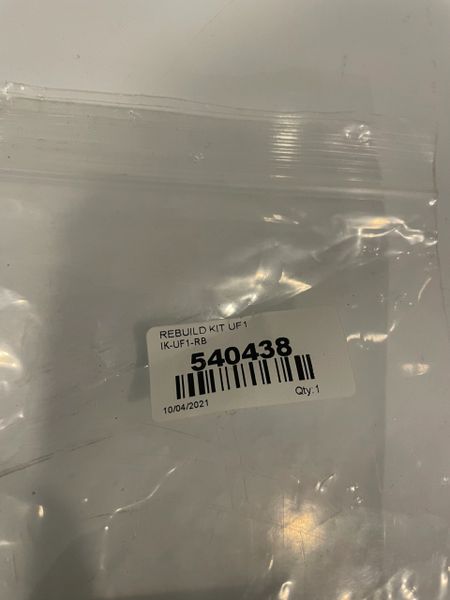 REBUILD KIT UF1
IK-UF1-RB
540438
10/04/2021
Qty:1